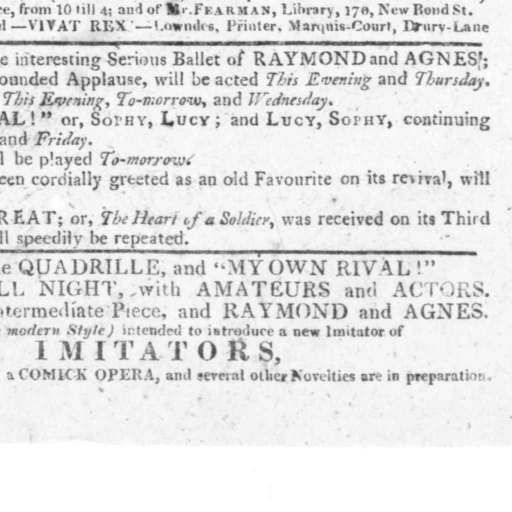 ce, from 10 till 4; and of Mr. FEARMAN, Library, 170, New Bond St.
—VIVAT REX—Lowndes, Printer, Marquis-Court, Drury-Lane
e interesting Serious Ballet of RAYMOND and AGNES;
ounded Applause, will be acted This Evening and Thursday.
This Evening, To-morrow, and Wednesday.
AL!" or, SOPHY, LUCY; and LUCY, SOPHY, continuing
and Friday.
l be played To-morrow.
een cordially greeted as an old Favourite on its revival, will
REAT; or, The Heart of a Soldier, was received on its Third
ll speedily be repeated.
e QUADRILLE, and "MY OWN RIVAL!"
LL NIGHT, with AMATEURS and ACTORS.
ntermediate Piece, and RAYMOND and AGNES.
modern Style) intended to introduce a new Imitator of
IMITATORS,
a COMICK OPERA, and several other Novelties are in preparation.